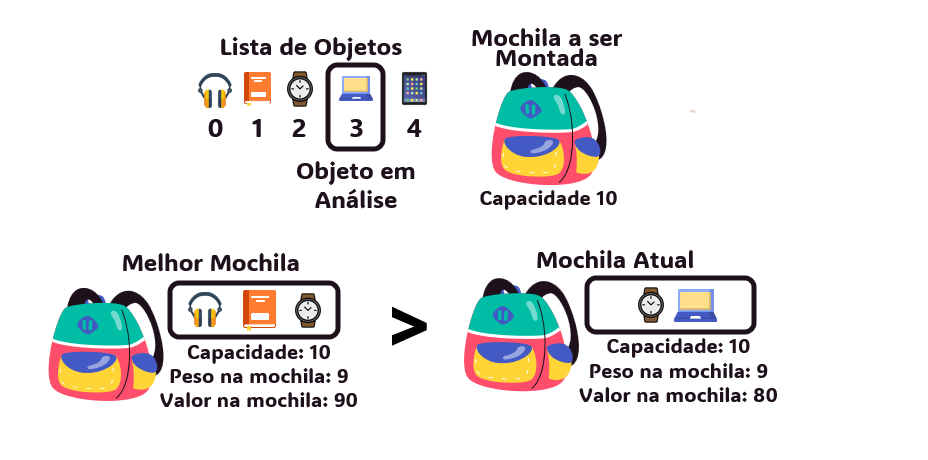 Lista de Objetos
0 1 2 3 4
Objeto em
Análise
Mochila a ser
Montada
Capacidade 10
Melhor Mochila
Capacidade: 10
Peso na mochila: 9
Valor na mochila: 90
>
Mochila Atual
Capacidade: 10
Peso na mochila: 9
Valor na mochila: 80